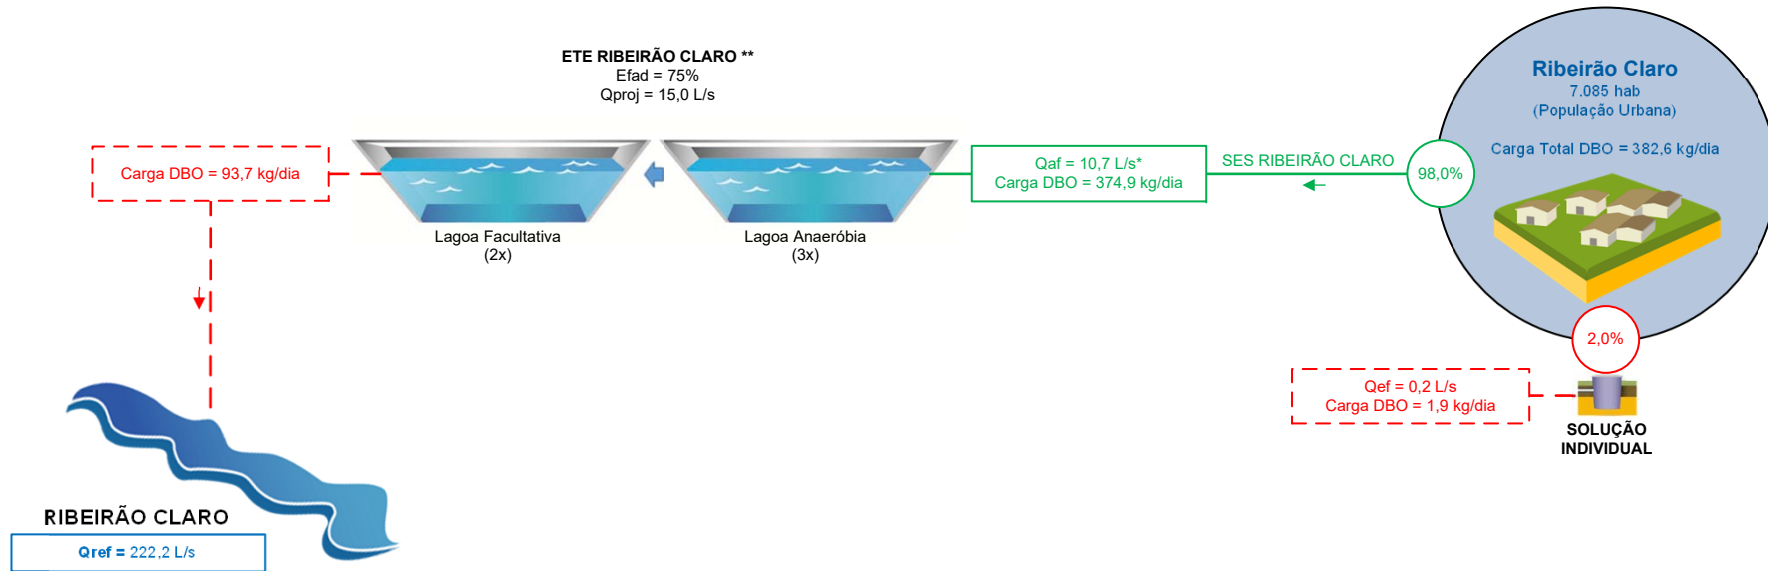 ETE RIBEIRÃO CLARO **
Efad = 75%
Qproj = 15,0 L/s
Ribeirão Claro
7.085 hab
(População Urbana)
Carga Total DBO = 382,6 kg/dia
Carga DBO = 93,7 kg/dia
Qaf = 10,7 L/s*
Carga DBO = 374,9 kg/dia
SES RIBEIRÃO CLARO
98,0%
Lagoa Facultativa
(2x)
Lagoa Anaeróbia
(3x)
2,0%
Qef = 0,2 L/s
Carga DBO = 1,9 kg/dia
SOLUÇÃO
INDIVIDUAL
RIBEIRÃO CLARO
Qref = 222,2 L/s